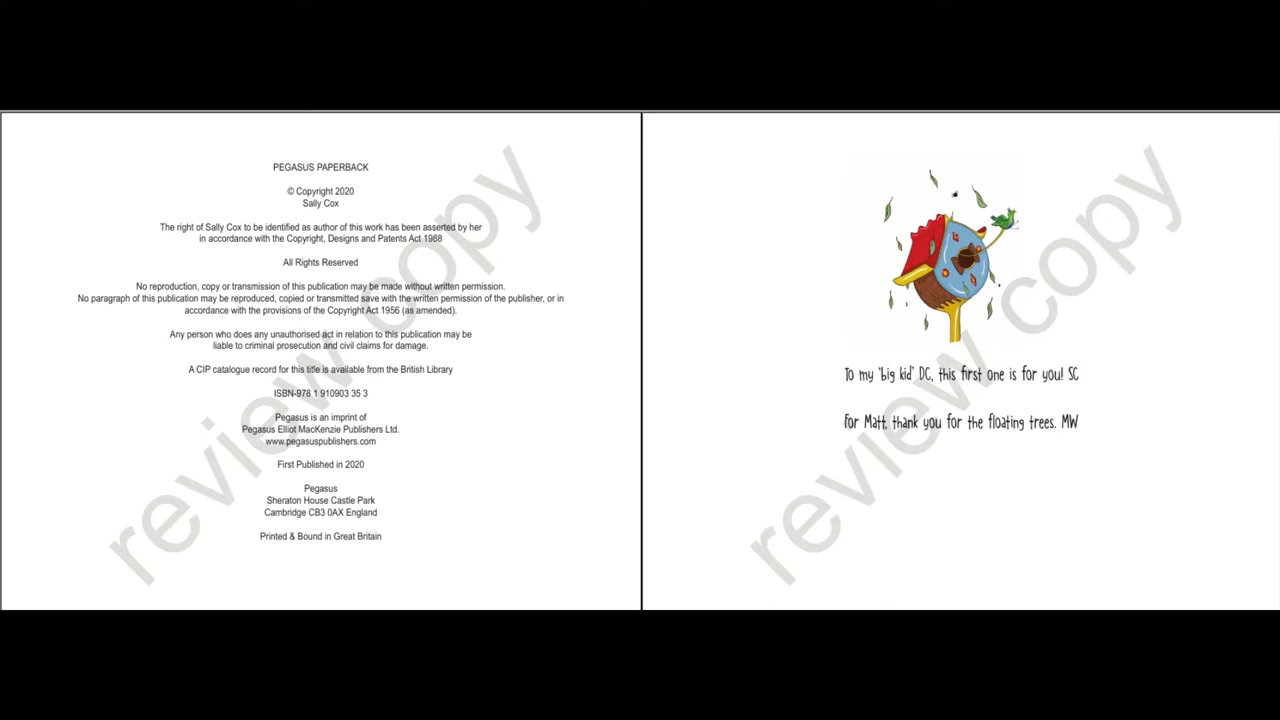 PEGASUS PAPERBACK
© Copyright 2020
Sally Cox
The right of Sally Cox to be identified as author of this work has been asserted by her
in accordance with the Copyright, Designs and Patents Act 1988
All Rights Reserved
No reproduction, copy or transmission of this publication may be made without written permission.
No paragraph of this publication may be reproduced, copied or transmitted save with the written permission of the publisher, or in
accordance with the provisions of the Copyright Act 1956 (as amended).
Any person who does any unauthorised act in relation to this publication may be
liable to criminal prosecution and civil claims for damage.
A CIP catalogue record for this title is available from the British Library
ISBN-978 1 910903 35 3
Pegasus is an imprint of
Pegasus Elliot MacKenzie Publishers Ltd.
www.pegasuspublishers.com
First Published in 2020
Pegasus
Sheraton House Castle Park
Cambridge CB3 0AX England
Printed & Bound in Great Britain
review copy
To my 'big kid' DC, this first one is for you! SC
For Matt, thank you for the floating trees. MW
review copy